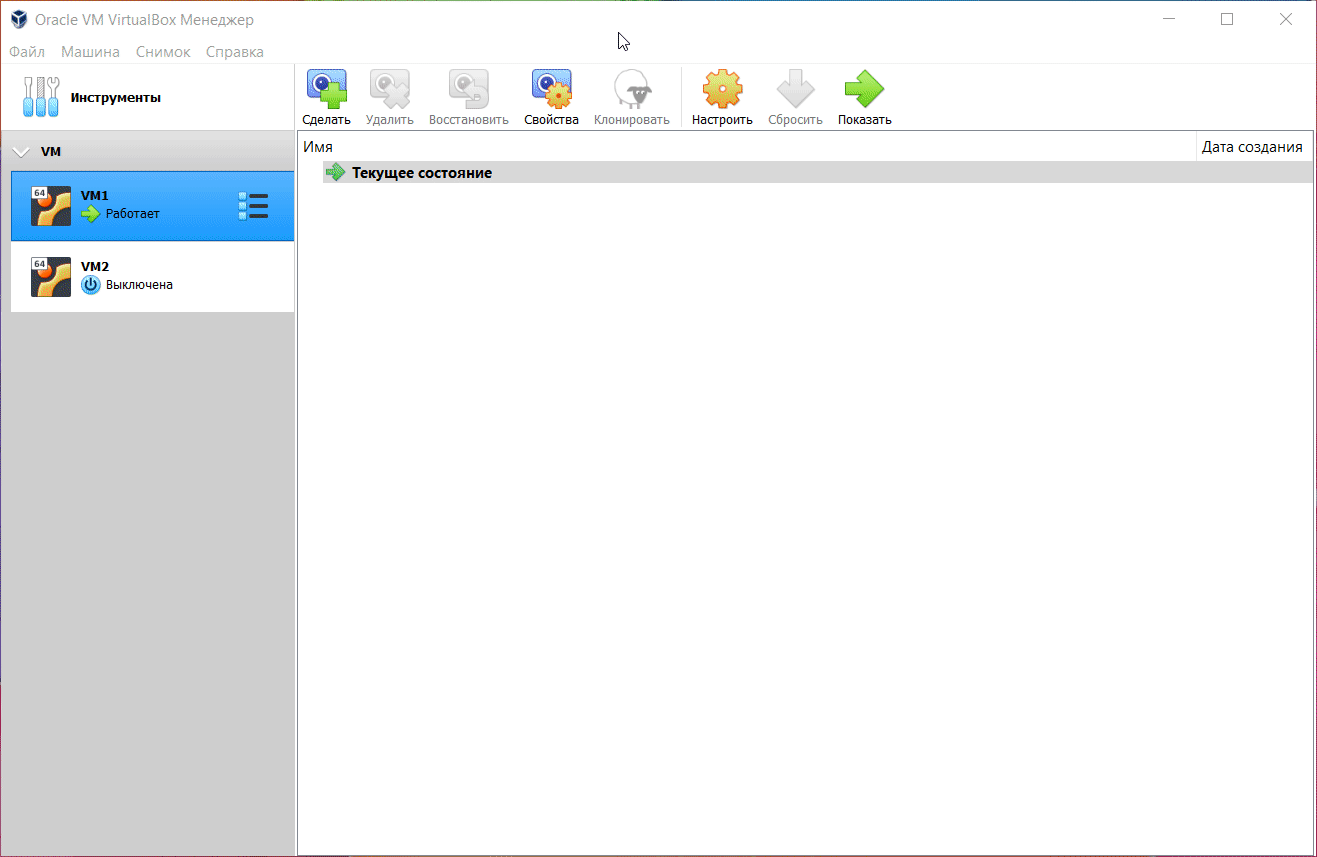 Oracle VM VirtualBox Менеджер
Файл Машина Снимок Справка
Инструменты
Сделать Удалить Восстановить Свойства Клонировать Настроить Сбросить Показать
Имя Дата создания
Текущее состояние
VM
64 VM1
Работает
64 VM2
Выключена